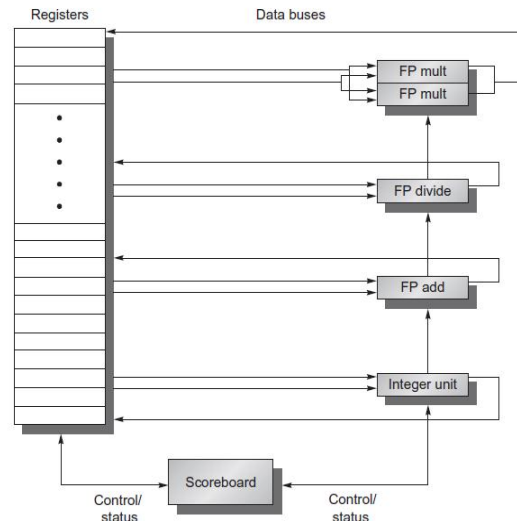 Registers
Data buses
FP mult
FP mult
FP divide
FP add
Integer unit
Scoreboard
Control/
status
Control/
status